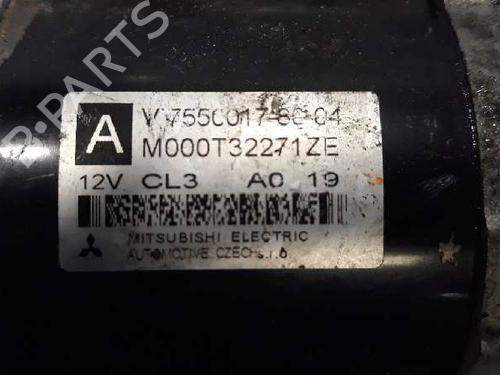 B-PARTS
A
V 7550017-80-04
M000T32271ZE
12V CL3 A0 19
MITSUBISHI ELECTRIC
AUTOMOTIVE CZECH s.r.o